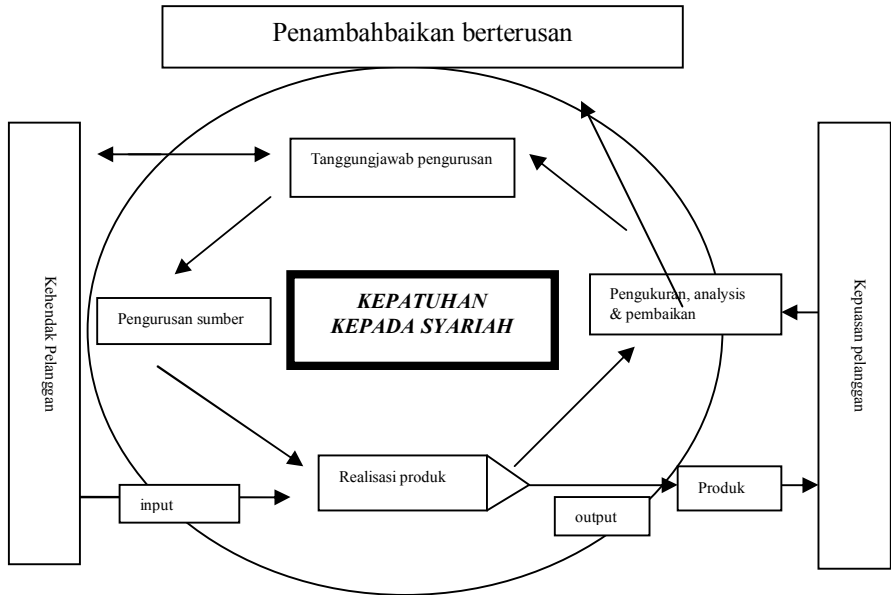 Penambahbaikan berterusan
Kehendak Pelanggan
Tanggungjawab pengurusan
Pengurusan sumber
KEPATUHAN
KEPADA SYARIAH
Pengukuran, analysis
& pembaikan
Kepuasan pelanggan
Realisasi produk
input
output
Produk